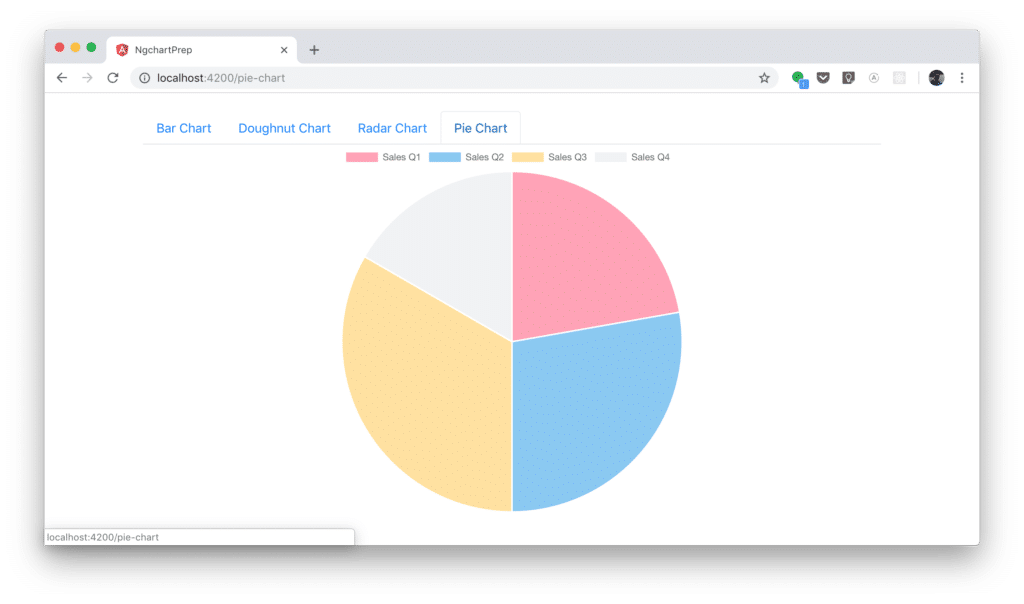 NgchartPrep
localhost:4200/pie-chart
Bar Chart Doughnut Chart Radar Chart Pie Chart
Sales Q1 Sales Q2 Sales Q3 Sales Q4
localhost:4200/pie-chart